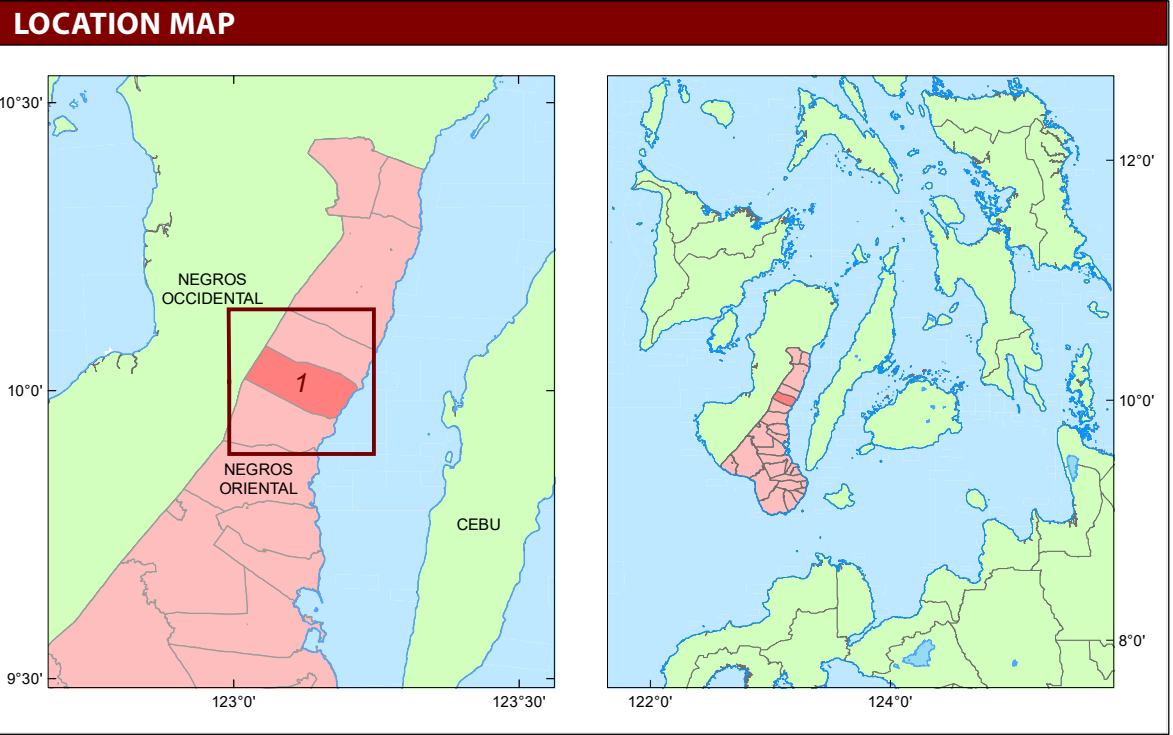 LOCATION MAP
10°30'
NEGROS
OCCIDENTAL
10°0'
1
NEGROS
ORIENTAL
CEBU
9°30'
123°0'
123°30'
12°0'
10°0'
8°0'
122°0'
124°0'